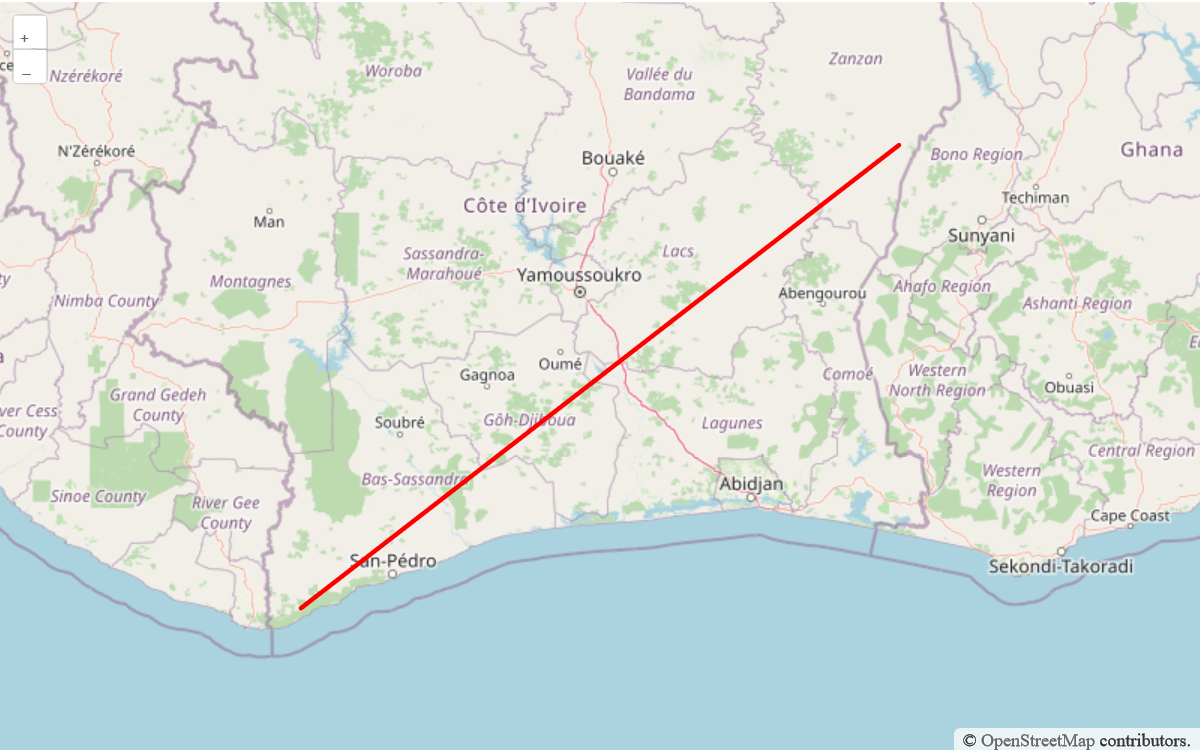 +
−
Nzérékoré
Woroba
Vallée du
Bandama
Zanzan
N'Zérékoré
Bouaké
Bono Region
Ghana
Techiman
Man
Côte d'Ivoire
Sunyani
Sassandra-
Marahoué
Lacs
Montagnes
Yamoussoukro
Abengourou
Ahafo Region
Nimba County
Ashanti Region
Oumé
Gagnoa
Comoé
Western
North Region
Obuasi
Grand Gedeh
County
Soubré
Gôh-Djiboua
Lagunes
ver Cess
County
Central Region
Bas-Sassandra
Abidjan
Western
Region
Sinoe County
River Gee
County
Cape Coast
San-Pédro
Sekondi-Takoradi
© OpenStreetMap contributors.